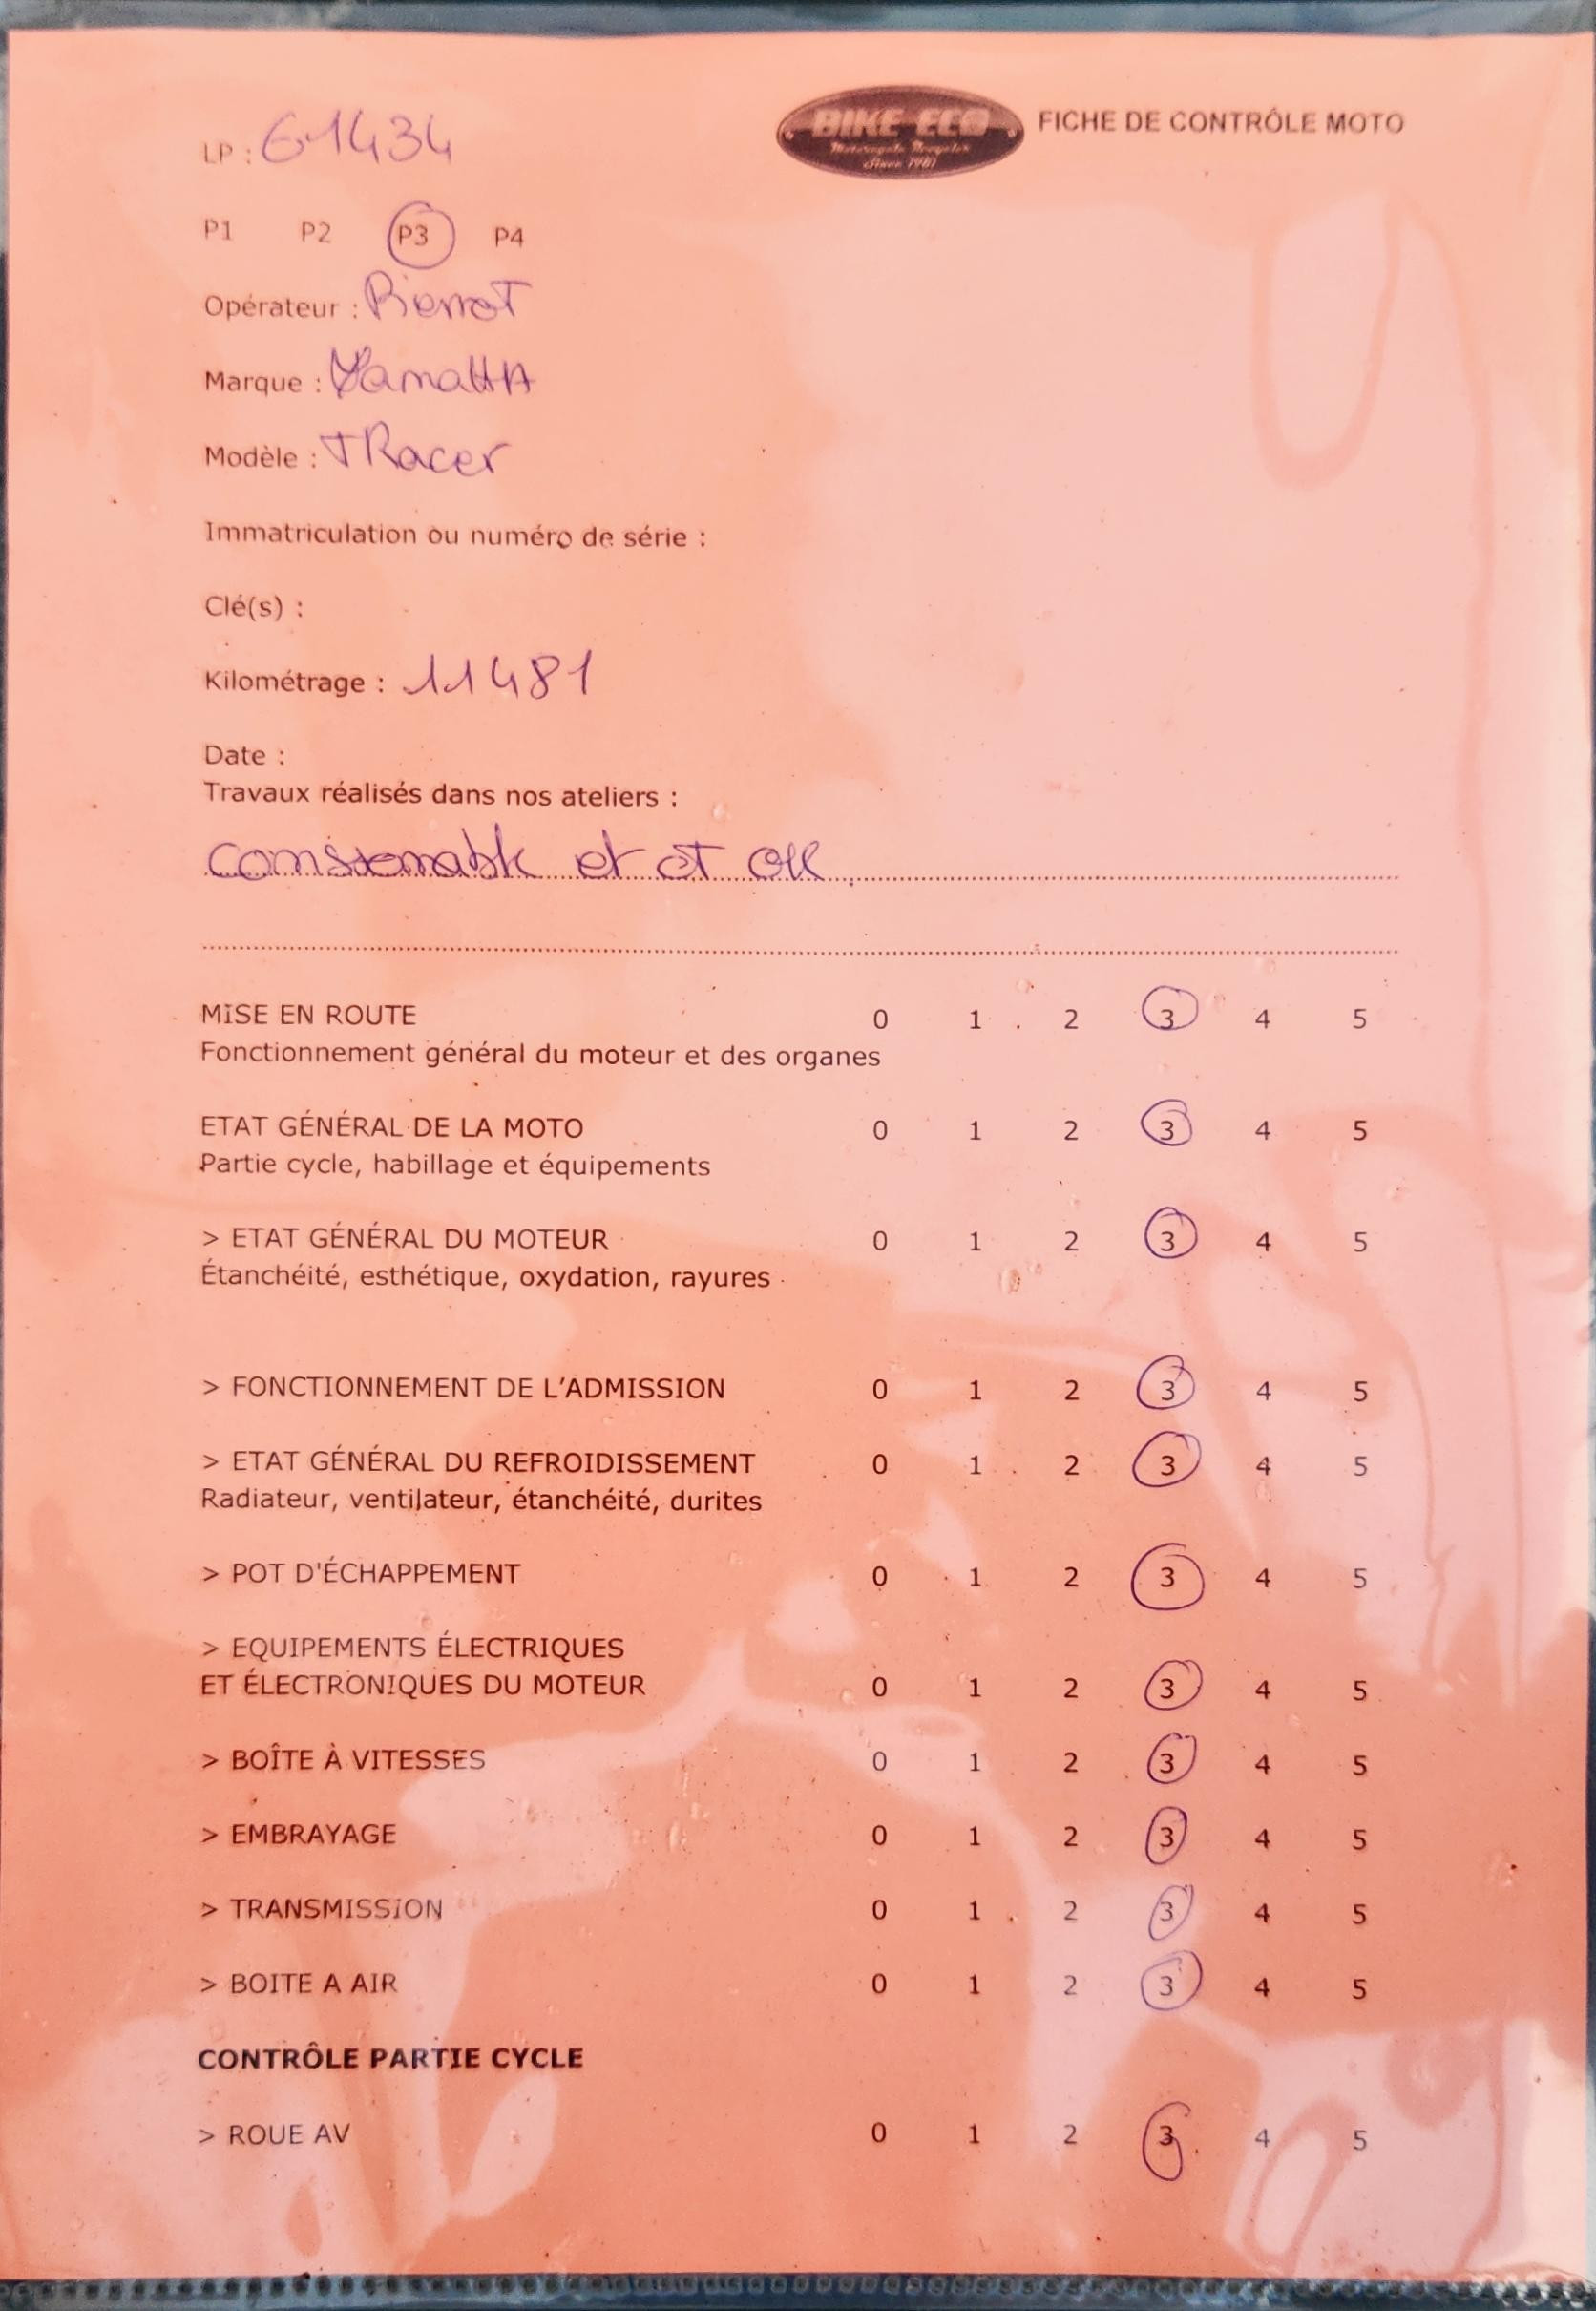 LP : 61434
BIKE ECO
Motorcycle Recycler
Since 1981
FICHE DE CONTRÔLE MOTO
P1 P2 P3 P4
Opérateur : Pierrot
Marque : YamaHA
Modèle : TRacer
Immatriculation ou numéro de série :
Clé(s) :
Kilométrage : 11481
Date :
Travaux réalisés dans nos ateliers :
et ct OK
MISE EN ROUTE 0 1 2 3 4 5
Fonctionnement général du moteur et des organes
ETAT GÉNÉRAL DE LA MOTO 0 1 2 3 4 5
Partie cycle, habillage et équipements
> ETAT GÉNÉRAL DU MOTEUR 0 1 2 3 4 5
Étanchéité, esthétique, oxydation, rayures
> FONCTIONNEMENT DE L'ADMISSION 0 1 2 3 4 5
> ETAT GÉNÉRAL DU REFROIDISSEMENT 0 1 2 3 4 5
Radiateur, ventilateur, étanchéité, durites
> POT D'ÉCHAPPEMENT 0 1 2 3 4 5
> EQUIPEMENTS ÉLECTRIQUES
ET ÉLECTRONIQUES DU MOTEUR 0 1 2 3 4 5
> BOÎTE À VITESSES 0 1 2 3 4 5
> EMBRAYAGE 0 1 2 3 4 5
> TRANSMISSION 0 1 2 3 4 5
> BOITE A AIR 0 1 2 3 4 5
CONTRÔLE PARTIE CYCLE
> ROUE AV 0 1 2 3 4 5